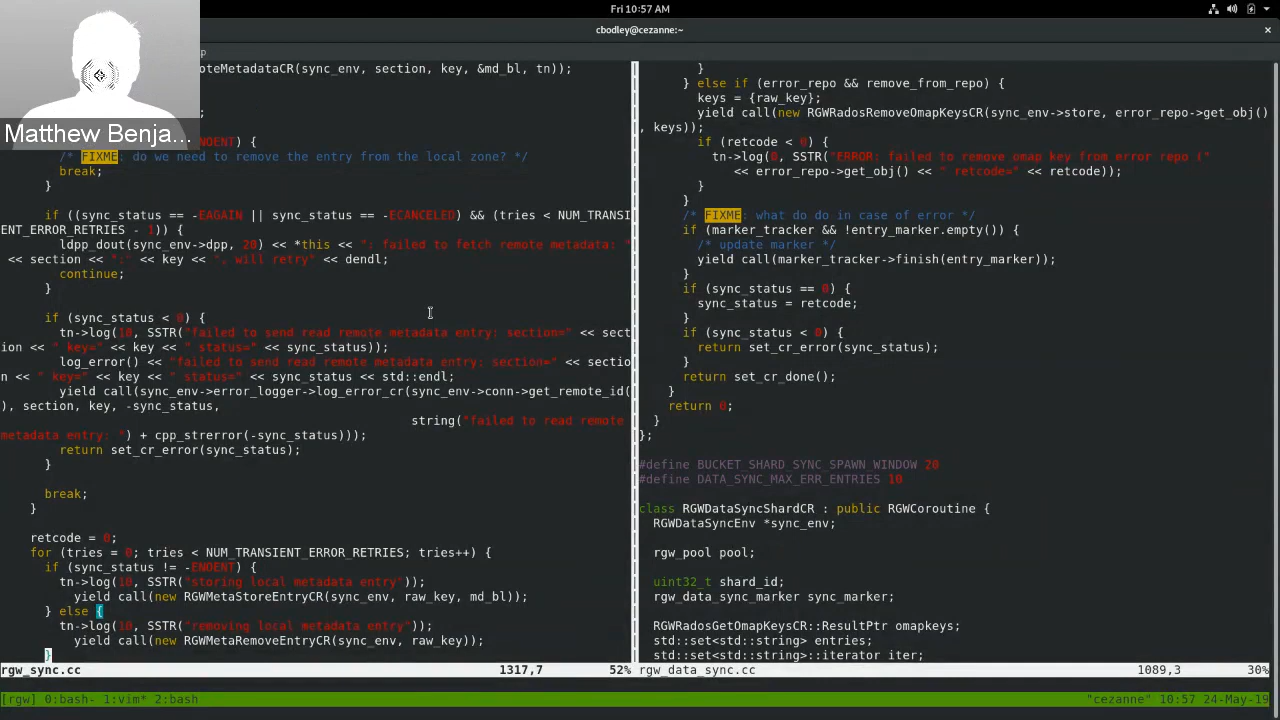 Fri 10:57 AM
cbodley@cezanne:~
×
Matthew Benja...
p
oteMetadataCR(sync_env, section, key, &md_bl, tn));
;
NOENT) {
/* FIXME: do we need to remove the entry from the local zone? */
break;
}
if ((sync_status == -EAGAIN || sync_status == -ECANCELED) && (tries < NUM_TRANSI
ENT_ERROR_RETRIES - 1)) {
ldpp_dout(sync_env->dpp, 20) << *this << ": failed to fetch remote metadata: "
<< section << ":" << key << ", will retry" << dendl;
continue;
}
if (sync_status < 0) {
tn->log(10, SSTR("failed to send read remote metadata entry: section=" << sect
ion << " key=" << key << " status=" << sync_status));
log_error() << "failed to send read remote metadata entry: section=" << sectio
n << " key=" << key << " status=" << sync_status << std::endl;
yield call(sync_env->error_logger->log_error_cr(sync_env->conn->get_remote_id(
), section, key, -sync_status,
string("failed to read remote
metadata entry: ") + cpp_strerror(-sync_status)));
return set_cr_error(sync_status);
}
break;
}
retcode = 0;
for (tries = 0; tries < NUM_TRANSIENT_ERROR_RETRIES; tries++) {
if (sync_status != -ENOENT) {
tn->log(10, SSTR("storing local metadata entry"));
yield call(new RGWMetaStoreEntryCR(sync_env, raw_key, md_bl));
} else {
tn->log(10, SSTR("removing local metadata entry"));
yield call(new RGWMetaRemoveEntryCR(sync_env, raw_key));
}
rgw_sync.cc 1317,7 52%
}
} else if (error_repo && remove_from_repo) {
keys = {raw_key};
yield call(new RGWRadosRemoveOmapKeysCR(sync_env->store, error_repo->get_obj()
, keys));
if (retcode < 0) {
tn->log(0, SSTR("ERROR: failed to remove omap key from error repo ("
<< error_repo->get_obj() << " retcode=" << retcode));
}
}
/* FIXME: what do do in case of error */
if (marker_tracker && !entry_marker.empty()) {
/* update marker */
yield call(marker_tracker->finish(entry_marker));
}
if (sync_status == 0) {
sync_status = retcode;
}
if (sync_status < 0) {
return set_cr_error(sync_status);
}
return set_cr_done();
}
return 0;
}
};
#define BUCKET_SHARD_SYNC_SPAWN_WINDOW 20
#define DATA_SYNC_MAX_ERR_ENTRIES 10
class RGWDataSyncShardCR : public RGWCoroutine {
RGWDataSyncEnv *sync_env;
rgw_pool pool;
uint32_t shard_id;
rgw_data_sync_marker sync_marker;
RGWRadosGetOmapKeysCR::ResultPtr omapkeys;
std::set<std::string> entries;
std::set<std::string>::iterator iter;
rgw_data_sync.cc 1089,3 30%
[rgw] 0:bash- 1:vim* 2:bash "cezanne" 10:57 24-May-19